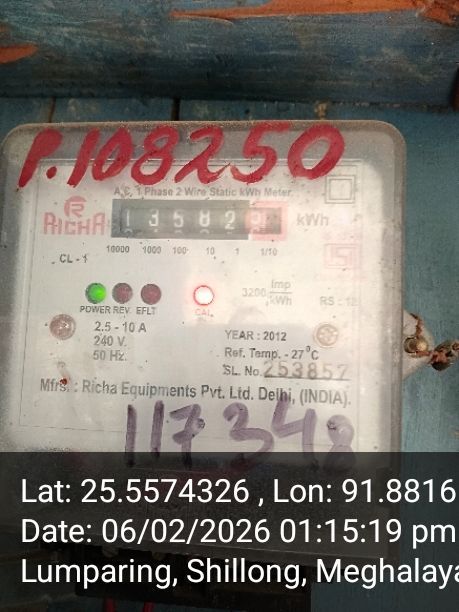 P.108250
A.C. 1 Phase 2 Wire Static kWh Meter
RICHA
13582 kWh
10000 1000 100 10 1 1/10
CL - 1
3200 Imp/kWh
RS : 12
POWER REV. EFLT CAL
2.5 - 10 A
240 V.
50 Hz.
YEAR : 2012
Ref. Temp. - 27°C
SL. No. 253857
Mfrs. : Richa Equipments Pvt. Ltd. Delhi, (INDIA).
117348
Lat: 25.5574326 , Lon: 91.8816
Date: 06/02/2026 01:15:19 pm
Lumparing, Shillong, Meghalaya